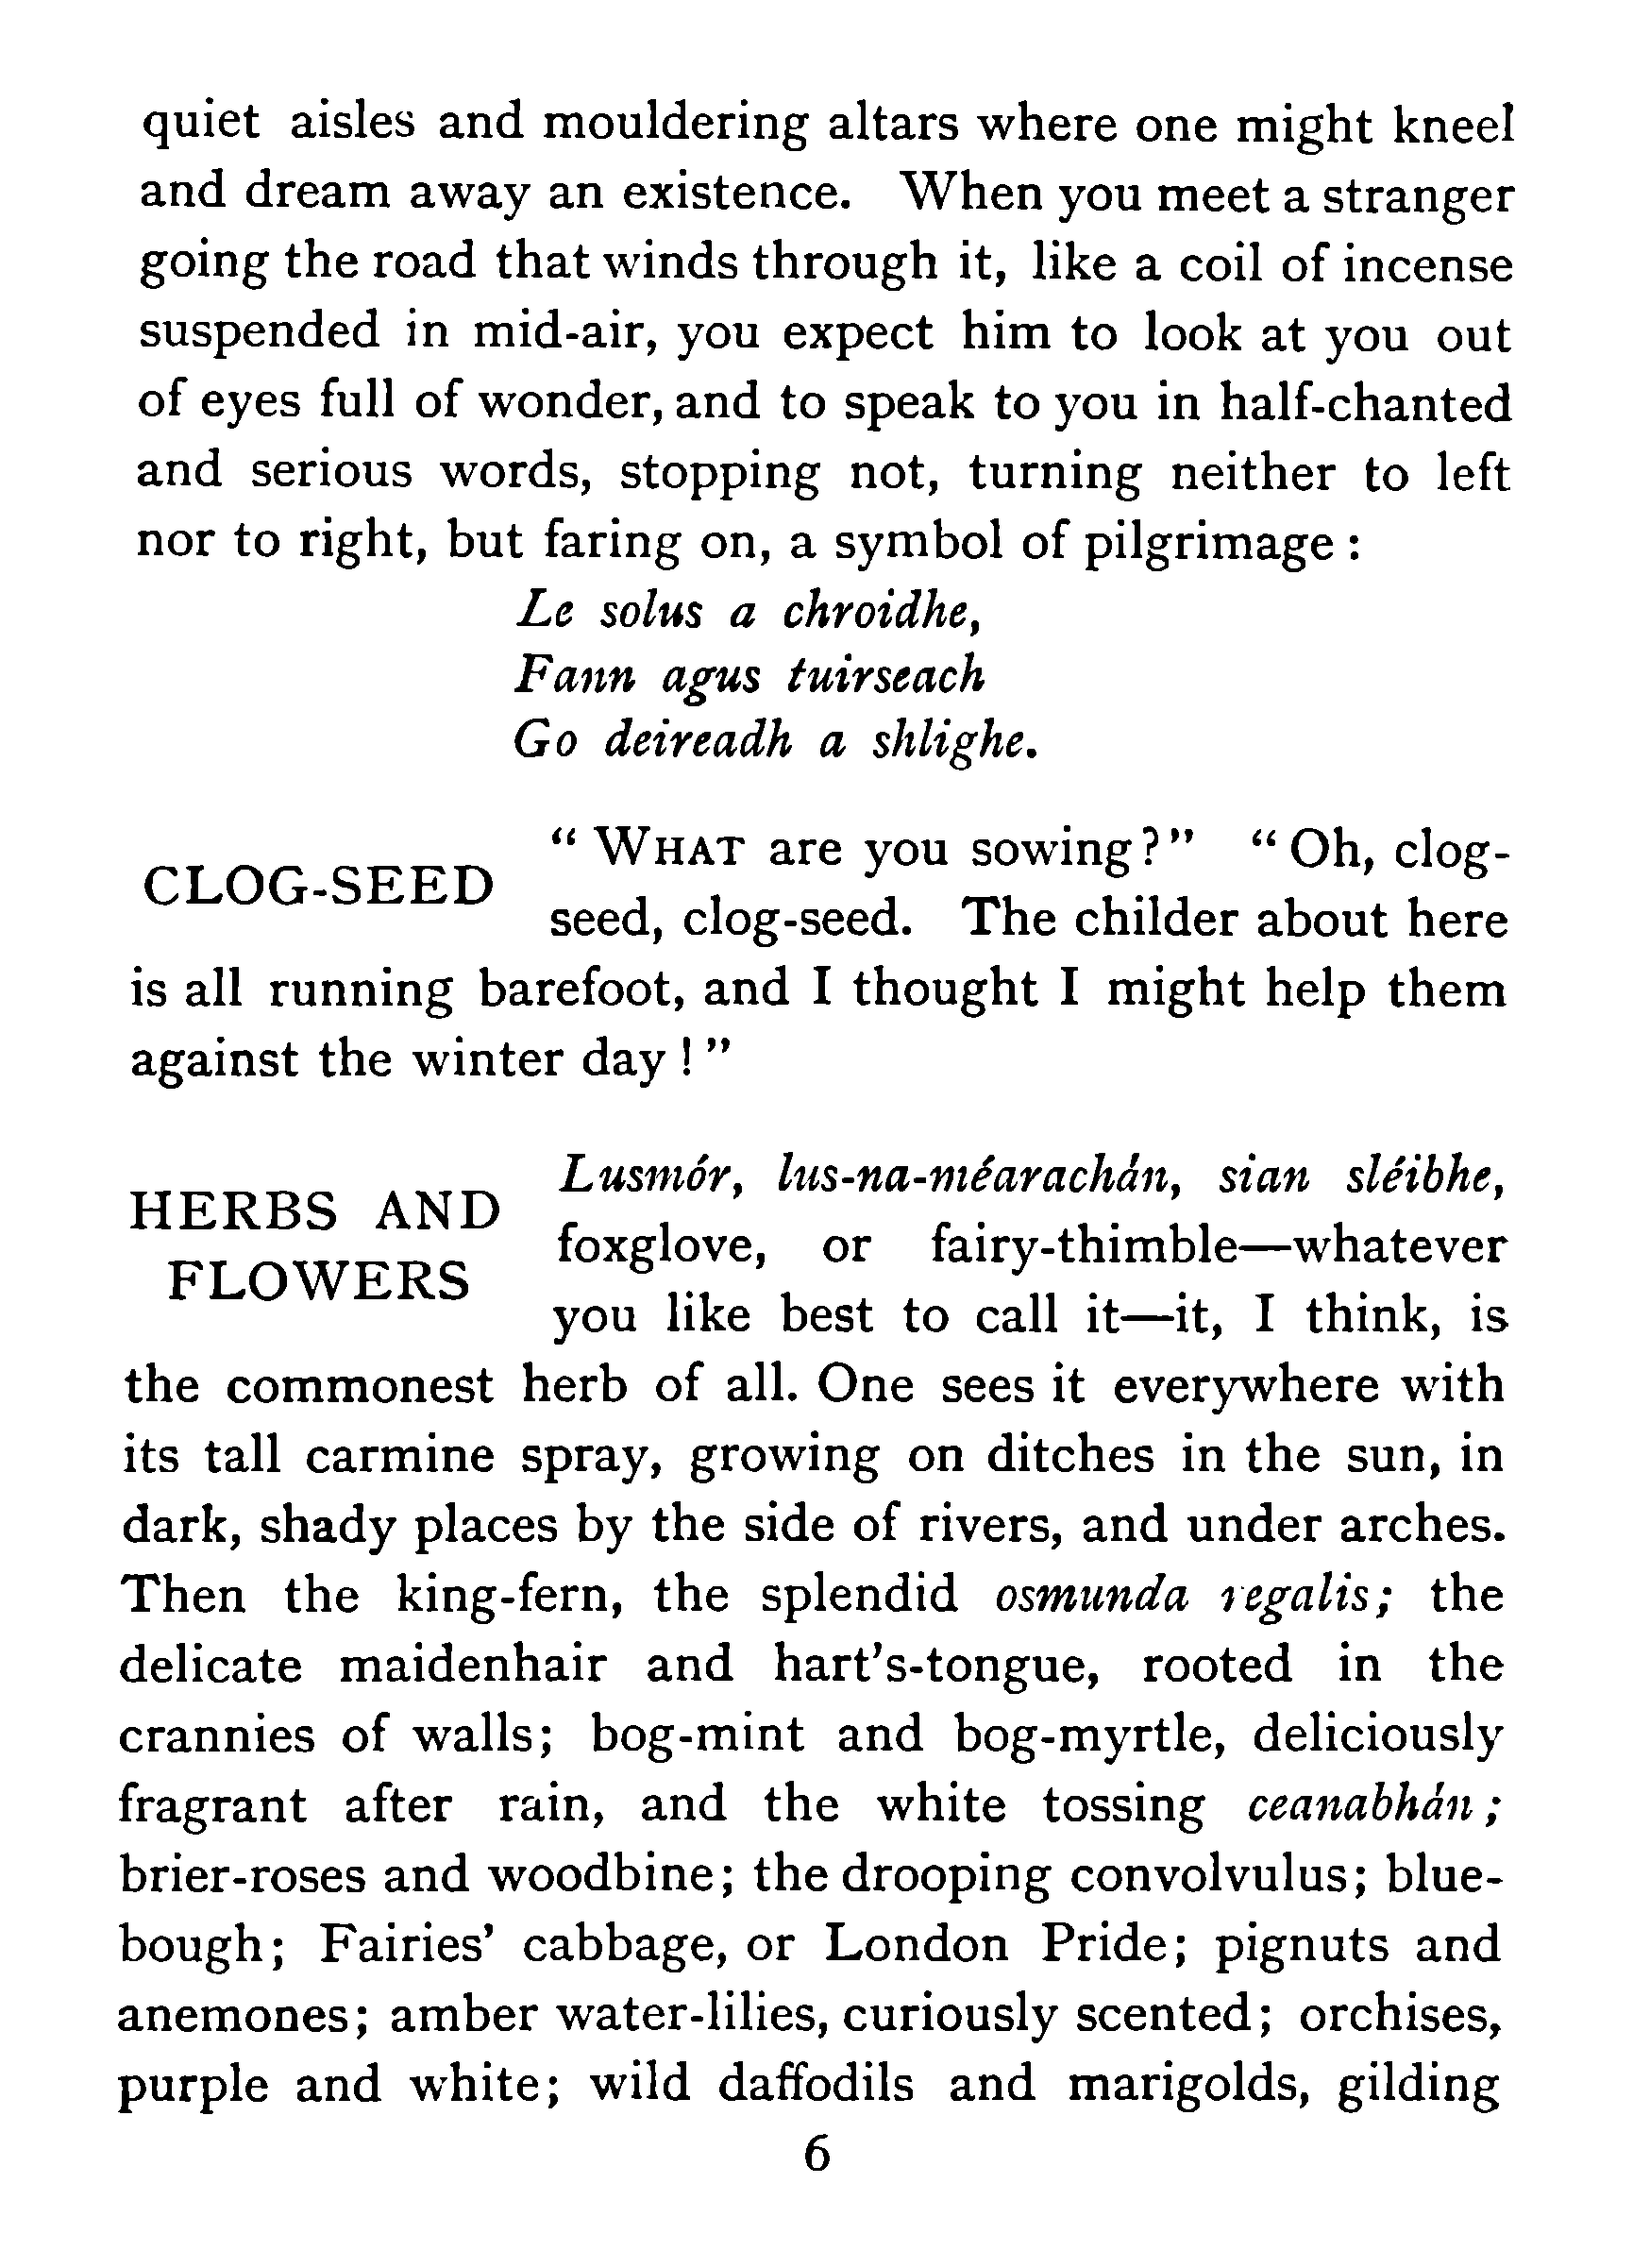 quiet aisles and mouldering altars where one might kneel
and dream away an existence. When you meet a stranger
going the road that winds through it, like a coil of incense
suspended in mid-air, you expect him to look at you out
of eyes full of wonder, and to speak to you in half-chanted
and serious words, stopping not, turning neither to left
nor to right, but faring on, a symbol of pilgrimage :
Le solus a chroidhe,
Fann agus tuirseach
Go deireadh a shlighe.
CLOG-SEED
“ WHAT are you sowing ? ” “ Oh, clog-
seed, clog-seed. The childer about here
is all running barefoot, and I thought I might help them
against the winter day ! ”
HERBS AND
FLOWERS
Lusmór, lus-na-méarachán, sian sléibhe,
foxglove, or fairy-thimble—whatever
you like best to call it—it, I think, is
the commonest herb of all. One sees it everywhere with
its tall carmine spray, growing on ditches in the sun, in
dark, shady places by the side of rivers, and under arches.
Then the king-fern, the splendid osmunda regalis; the
delicate maidenhair and hart’s-tongue, rooted in the
crannies of walls; bog-mint and bog-myrtle, deliciously
fragrant after rain, and the white tossing ceanabhán ;
brier-roses and woodbine; the drooping convolvulus; blue-
bough; Fairies’ cabbage, or London Pride; pignuts and
anemones; amber water-lilies, curiously scented; orchises,
purple and white; wild daffodils and marigolds, gilding
6